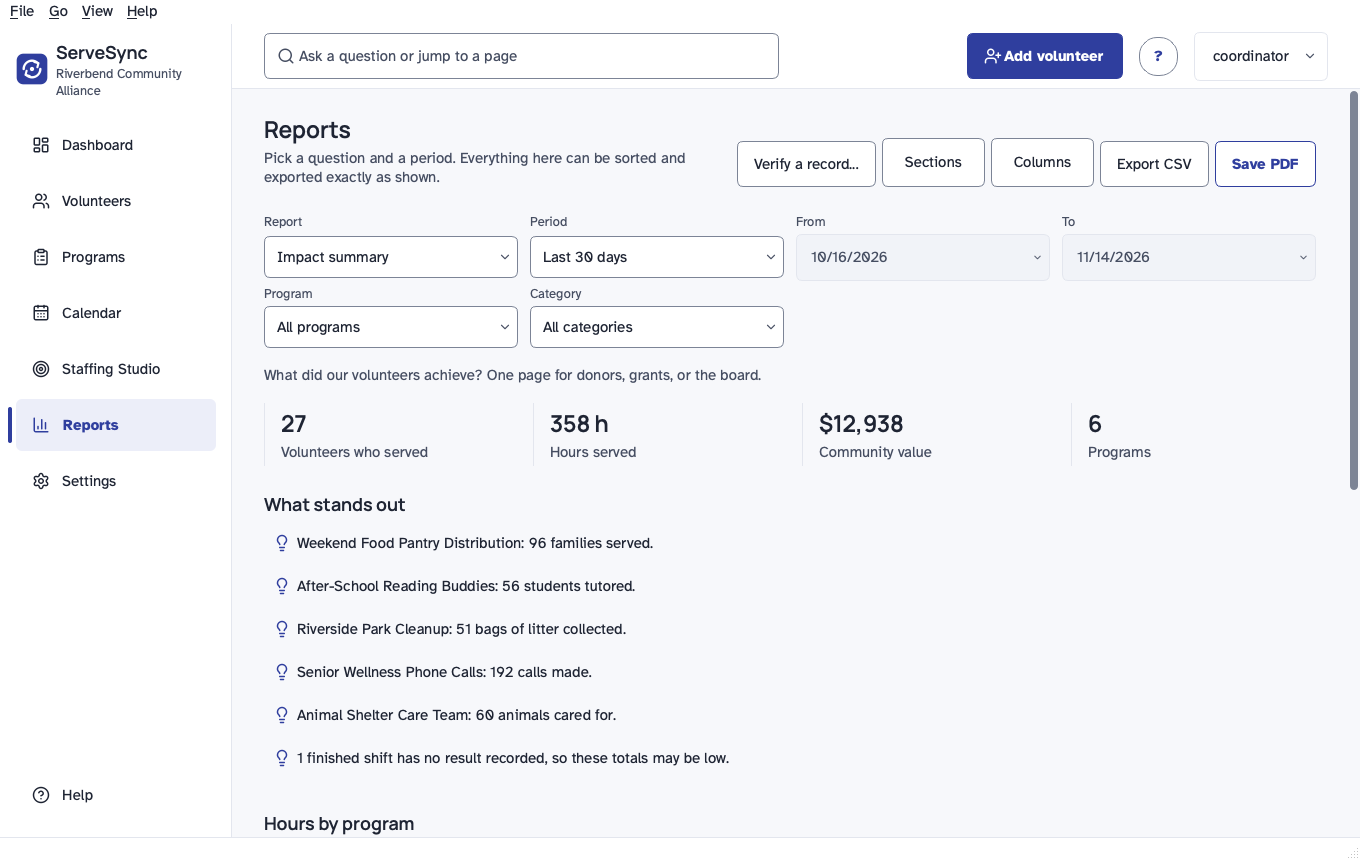 File Go View Help
ServeSync
Riverbend Community
Alliance
Ask a question or jump to a page
Add volunteer
?
coordinator
Dashboard
Volunteers
Programs
Calendar
Staffing Studio
Reports
Settings
Help
Reports
Pick a question and a period. Everything here can be sorted and
exported exactly as shown.
Verify a record...
Sections
Columns
Export CSV
Save PDF
Report
Period
From
To
Impact summary
Last 30 days
10/16/2026
11/14/2026
Program
Category
All programs
All categories
What did our volunteers achieve? One page for donors, grants, or the board.
27
Volunteers who served
358 h
Hours served
$12,938
Community value
6
Programs
What stands out
Weekend Food Pantry Distribution: 96 families served.
After-School Reading Buddies: 56 students tutored.
Riverside Park Cleanup: 51 bags of litter collected.
Senior Wellness Phone Calls: 192 calls made.
Animal Shelter Care Team: 60 animals cared for.
1 finished shift has no result recorded, so these totals may be low.
Hours by program